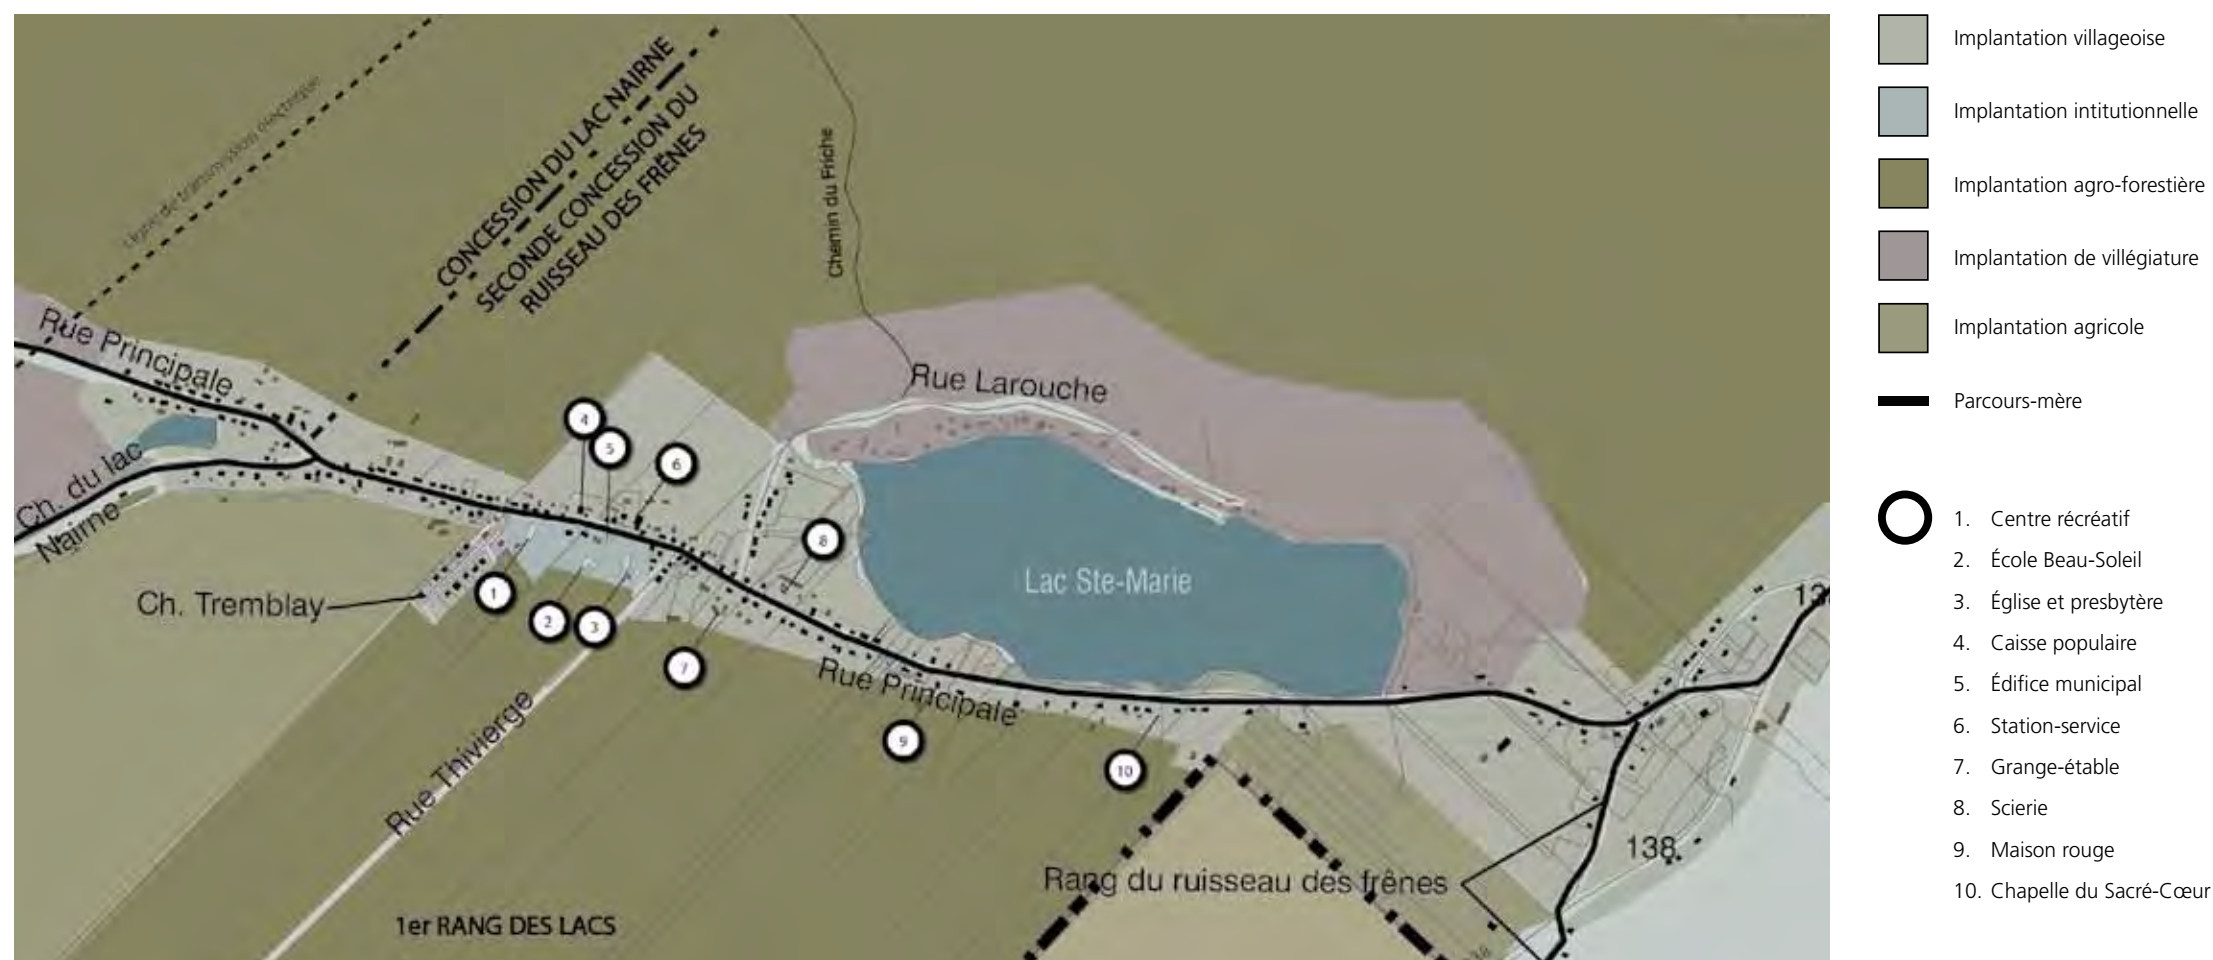 Ligne de transmission électrique
CONCESSION DU LAC NAIRNE
SECONDE CONCESSION DU
RUISSEAU DES FRÊNES
Chemin du Friche
Rue Principale
Rue Larouche
Ch. du lac
Nairne
4
5
6
8
Lac Ste-Marie
Ch. Tremblay
1
2
3
7
Rue Principale
9
10
Rue Thivierge
138
Rang du ruisseau des frênes
1er RANG DES LACS
Implantation villageoise
Implantation intitutionnelle
Implantation agro-forestière
Implantation de villégiature
Implantation agricole
Parcours-mère
1. Centre récréatif
2. École Beau-Soleil
3. Église et presbytère
4. Caisse populaire
5. Édifice municipal
6. Station-service
7. Grange-étable
8. Scierie
9. Maison rouge
10. Chapelle du Sacré-Cœur